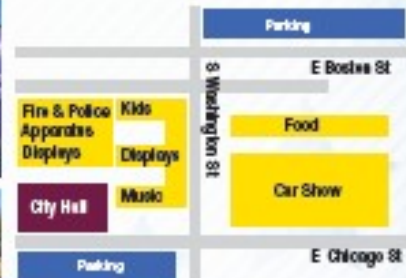 Parking
E Boston St
S Washington St
Fire & Police
Apparatus
Displays
Kids
Displays
Music
Food
Car Show
City Hall
E Chicago St
Parking